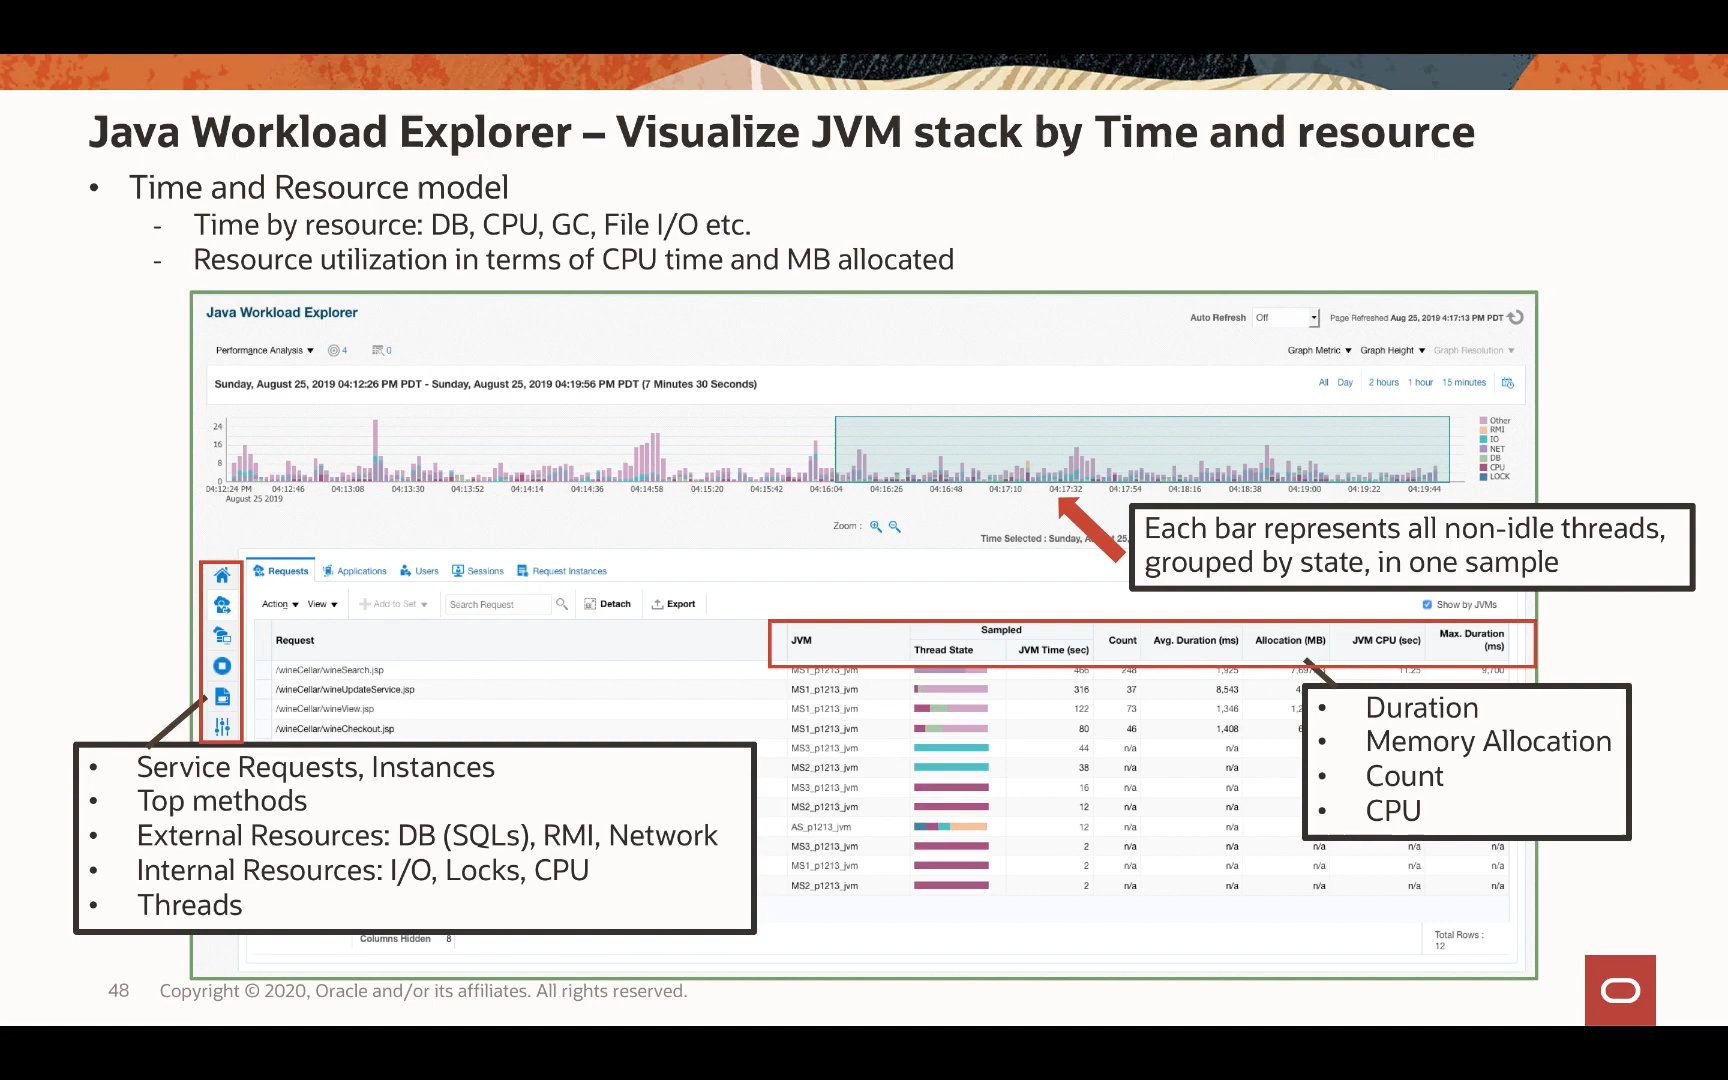 Java Workload Explorer – Visualize JVM stack by Time and resource
• Time and Resource model
- Time by resource: DB, CPU, GC, File I/O etc.
- Resource utilization in terms of CPU time and MB allocated
Java Workload Explorer
Auto Refresh Off Page Refreshed Aug 25, 2019 4:17:13 PM PDT
Performance Analysis 4 0
Graph Metric Graph Height Graph Resolution
Sunday, August 25, 2019 04:12:26 PM PDT - Sunday, August 25, 2019 04:19:56 PM PDT (7 Minutes 30 Seconds)
All Day 2 hours 1 hour 15 minutes
24
16
8
0
Other
RMI
IO
NET
DB
CPU
LOCK
04:12:24 PM 04:12:46 04:13:08 04:13:30 04:13:52 04:14:14 04:14:36 04:14:58 04:15:20 04:15:42 04:16:04 04:16:26 04:16:48 04:17:10 04:17:32 04:17:54 04:18:16 04:18:38 04:19:00 04:19:22 04:19:44
August 25 2019
Zoom :
Time Selected : Sunday, A 25,
Each bar represents all non-idle threads,
grouped by state, in one sample
Requests Applications Users Sessions Request Instances
Action View Add to Set Search Request Detach Export
Show by JVMs
Request JVM Sampled Count Avg. Duration (ms) Allocation (MB) JVM CPU (sec) Max. Duration (ms)
Thread State JVM Time (sec)
/wineCellar/wineSearch.jsp MS1_p1213_jvm 466 248 1,925 7,697 11.25 9,700
/wineCellar/wineUpdateService.jsp MS1_p1213_jvm 316 37 8,543 4,
/wineCellar/wineView.jsp MS1_p1213_jvm 122 73 1,346 1,2
/wineCellar/wineCheckout.jsp MS1_p1213_jvm 80 46 1,408 6
MS3_p1213_jvm 44 n/a n/a
MS2_p1213_jvm 38 n/a n/a
MS3_p1213_jvm 16 n/a n/a
MS2_p1213_jvm 12 n/a n/a
AS_p1213_jvm 12 n/a n/a
MS3_p1213_jvm 2 n/a n/a n/a n/a n/a
MS1_p1213_jvm 2 n/a n/a n/a n/a n/a
MS2_p1213_jvm 2 n/a n/a n/a n/a n/a
• Duration
• Memory Allocation
• Count
• CPU
• Service Requests, Instances
• Top methods
• External Resources: DB (SQLs), RMI, Network
• Internal Resources: I/O, Locks, CPU
• Threads
Columns Hidden 8
Total Rows :
12
48 Copyright © 2020, Oracle and/or its affiliates. All rights reserved.